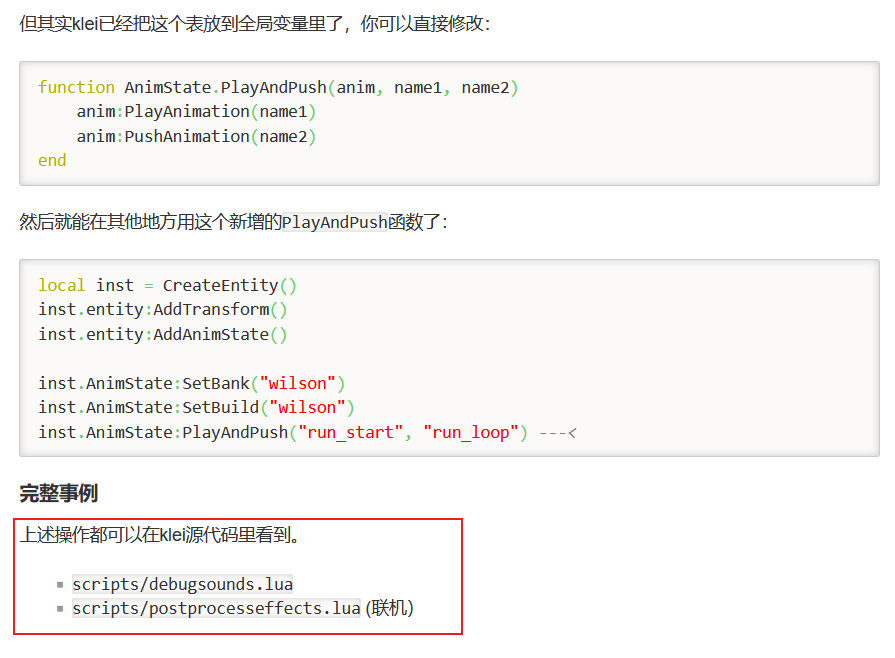 但其实klei已经把这个表放到全局变量里了，你可以直接修改：
function AnimState.PlayAndPush(anim, name1, name2)
    anim:PlayAnimation(name1)
    anim:PushAnimation(name2)
end
然后就能在其他地方用这个新增的PlayAndPush函数了：
local inst = CreateEntity()
inst.entity:AddTransform()
inst.entity:AddAnimState()
inst.AnimState:SetBank("wilson")
inst.AnimState:SetBuild("wilson")
inst.AnimState:PlayAndPush("run_start", "run_loop") ---<
完整事例
上述操作都可以在klei源代码里看到。
scripts/debugsounds.lua
scripts/postprocesseffects.lua (联机)